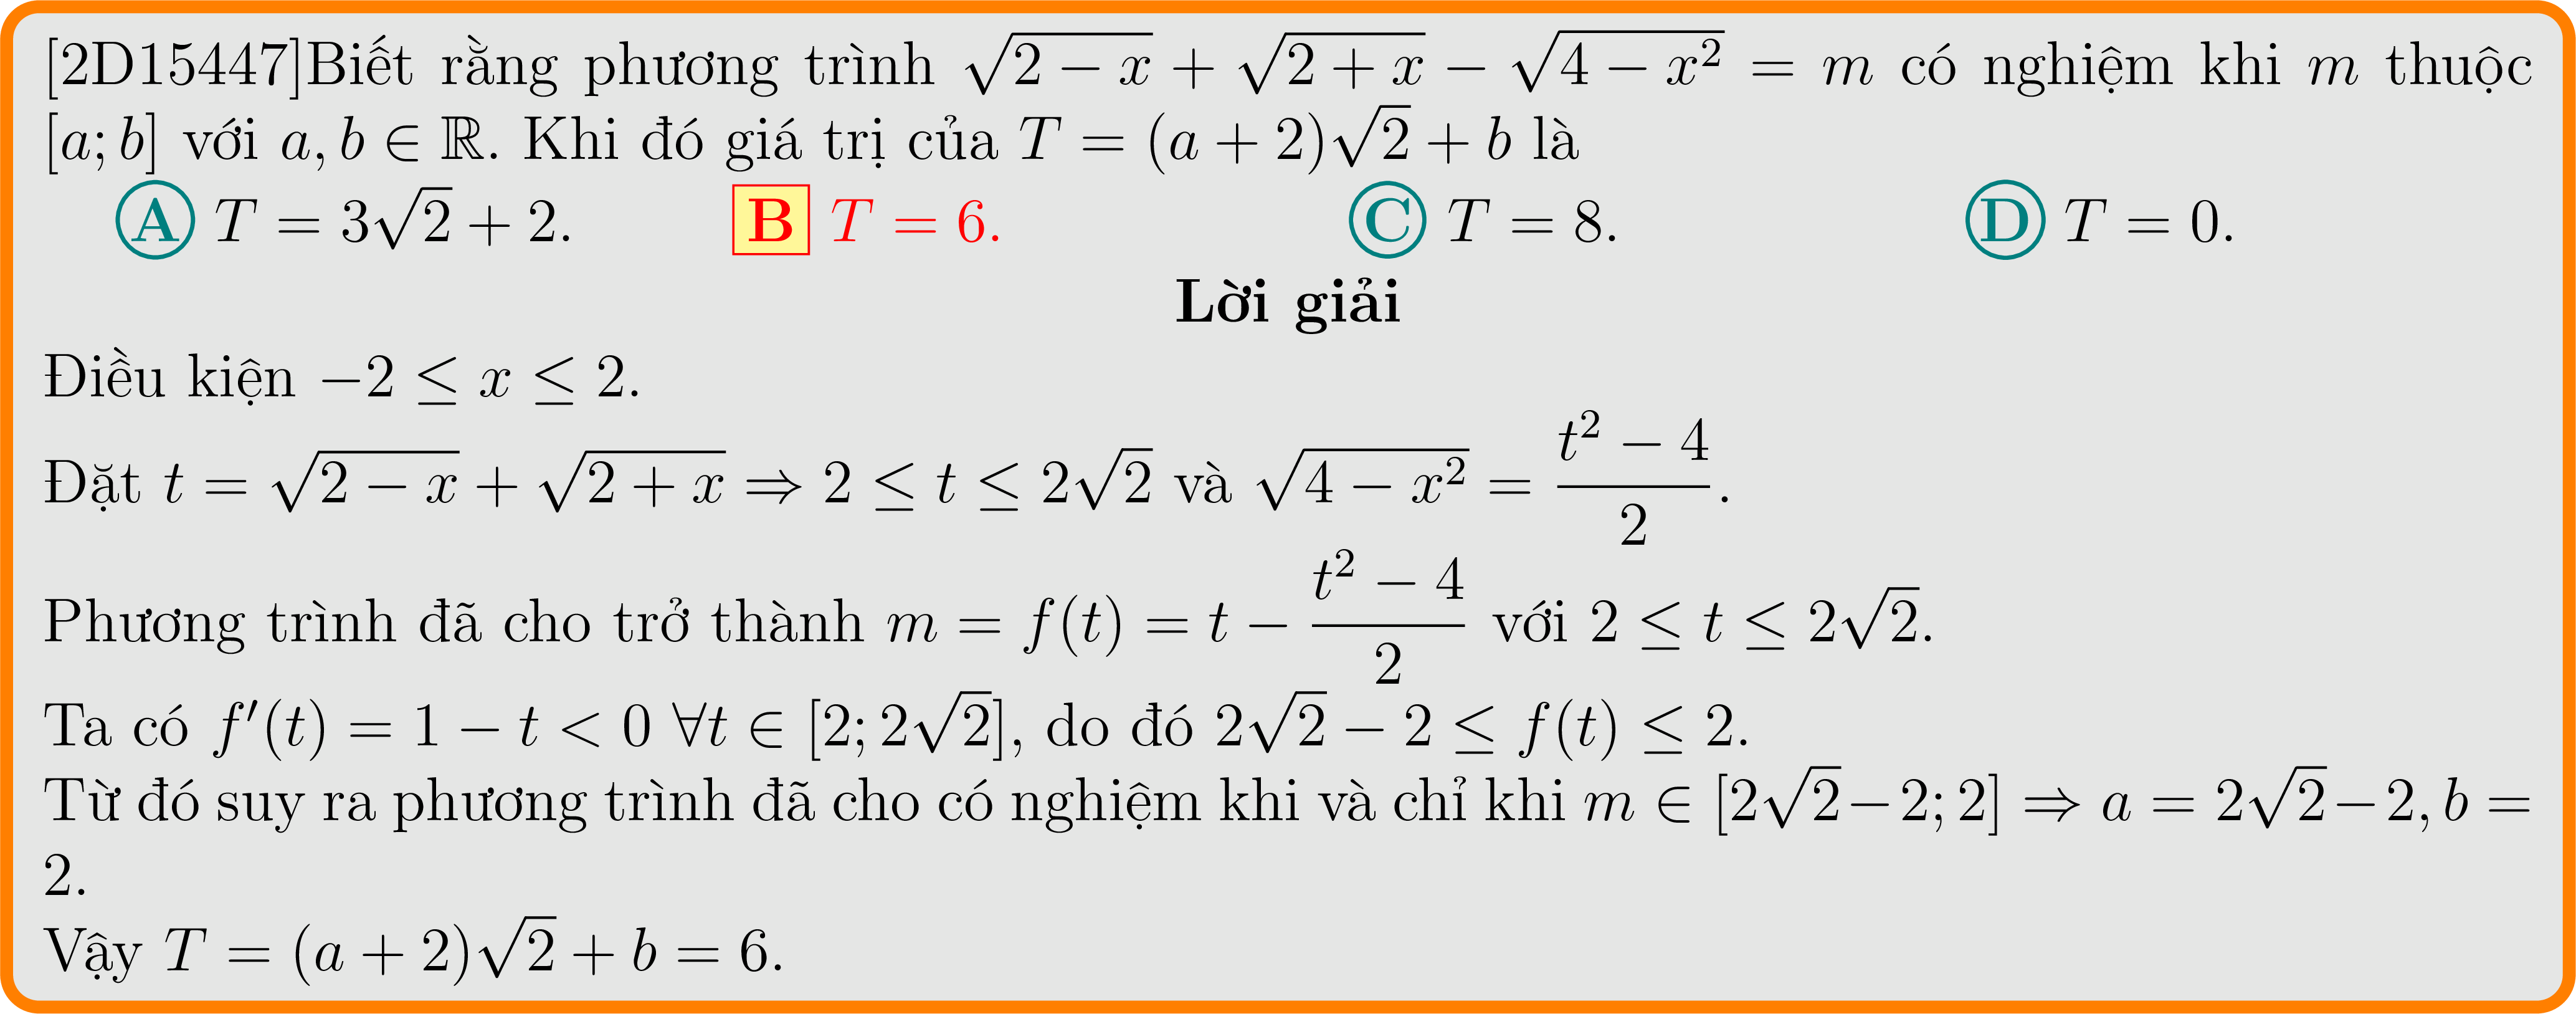 [2D15447]Biết rằng phương trình $\sqrt{2-x}+\sqrt{2+x}-\sqrt{4-x^2}=m$ có nghiệm khi $m$ thuộc
$[a;b]$ với $a,b\in\mathbb{R}$. Khi đó giá trị của $T=(a+2)\sqrt{2}+b$ là
A $T=3\sqrt{2}+2$. B $T=6$. C $T=8$. D $T=0$.
Lời giải
Điều kiện $-2\leq x\leq 2$.
Đặt $t=\sqrt{2-x}+\sqrt{2+x}\Rightarrow 2\leq t\leq 2\sqrt{2}$ và $\sqrt{4-x^2}=\dfrac{t^2-4}{2}$.
Phương trình đã cho trở thành $m=f(t)=t-\dfrac{t^2-4}{2}$ với $2\leq t\leq 2\sqrt{2}$.
Ta có $f'(t)=1-t<0\ \forall t\in[2;2\sqrt{2}]$, do đó $2\sqrt{2}-2\leq f(t)\leq 2$.
Từ đó suy ra phương trình đã cho có nghiệm khi và chỉ khi $m\in[2\sqrt{2}-2;2]\Rightarrow a=2\sqrt{2}-2,b=$
$2$.
Vậy $T=(a+2)\sqrt{2}+b=6$.